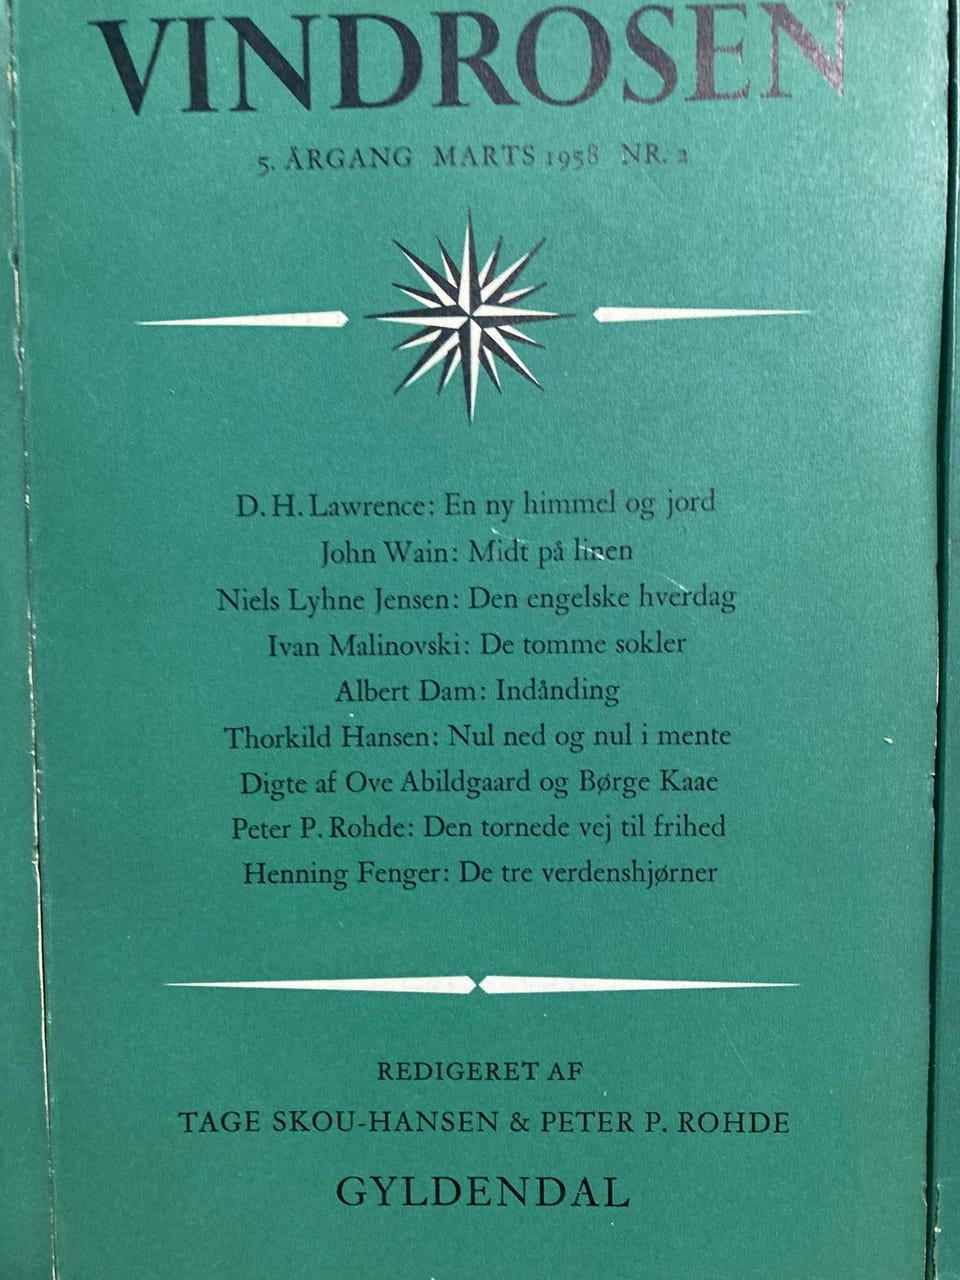 VINDROSEN
5. ÅRGANG MARTS 1958 NR. 2
D. H. Lawrence: En ny himmel og jord
John Wain: Midt på linen
Niels Lyhne Jensen: Den engelske hverdag
Ivan Malinovski: De tomme sokler
Albert Dam: Indånding
Thorkild Hansen: Nul ned og nul i mente
Digte af Ove Abildgaard og Børge Kaae
Peter P. Rohde: Den tornede vej til frihed
Henning Fenger: De tre verdenshjørner
REDIGERET AF
TAGE SKOU-HANSEN & PETER P. ROHDE
GYLDENDAL